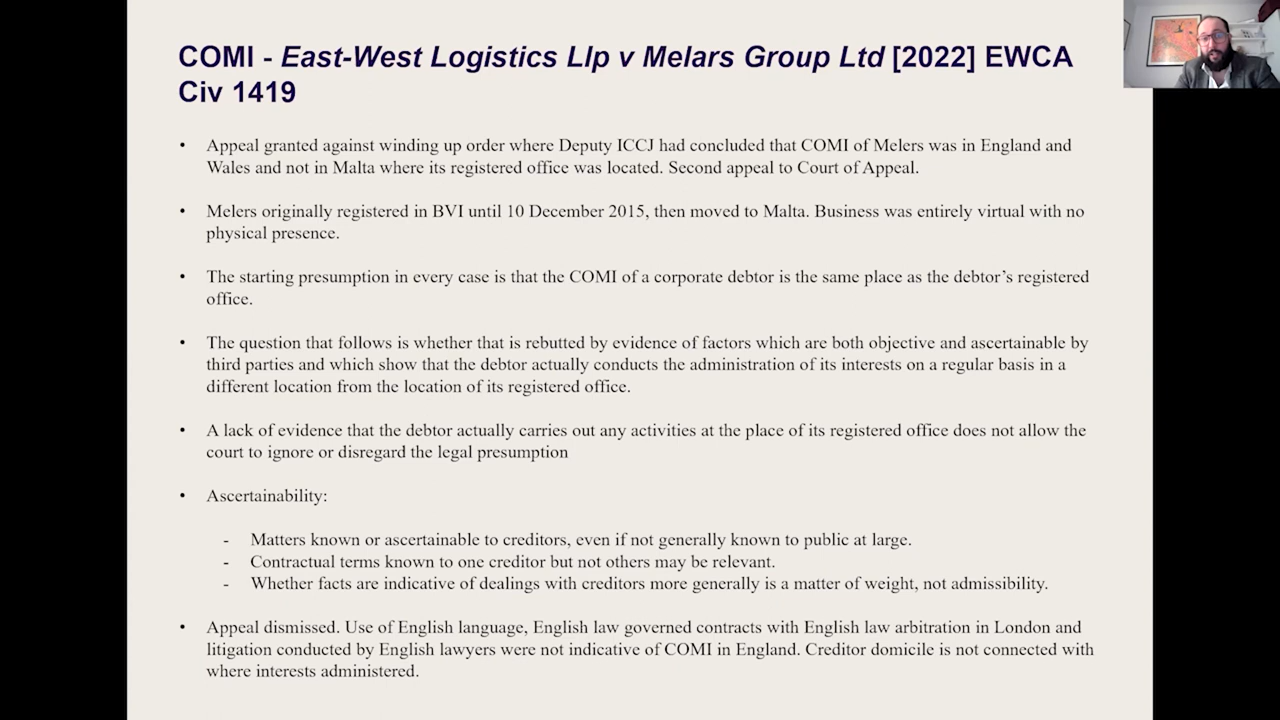 COMI - East-West Logistics Llp v Melars Group Ltd [2022] EWCA
Civ 1419
• Appeal granted against winding up order where Deputy ICCJ had concluded that COMI of Melers was in England and
Wales and not in Malta where its registered office was located. Second appeal to Court of Appeal.
• Melers originally registered in BVI until 10 December 2015, then moved to Malta. Business was entirely virtual with no
physical presence.
• The starting presumption in every case is that the COMI of a corporate debtor is the same place as the debtor’s registered
office.
• The question that follows is whether that is rebutted by evidence of factors which are both objective and ascertainable by
third parties and which show that the debtor actually conducts the administration of its interests on a regular basis in a
different location from the location of its registered office.
• A lack of evidence that the debtor actually carries out any activities at the place of its registered office does not allow the
court to ignore or disregard the legal presumption
• Ascertainability:
- Matters known or ascertainable to creditors, even if not generally known to public at large.
- Contractual terms known to one creditor but not others may be relevant.
- Whether facts are indicative of dealings with creditors more generally is a matter of weight, not admissibility.
• Appeal dismissed. Use of English language, English law governed contracts with English law arbitration in London and
litigation conducted by English lawyers were not indicative of COMI in England. Creditor domicile is not connected with
where interests administered.